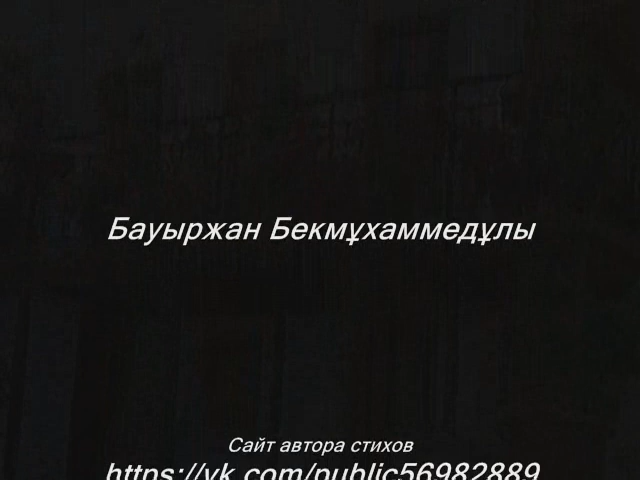 Бауыржан Бекмұхаммедұлы
Сайт автора стихов
https://vk.com/public56982889